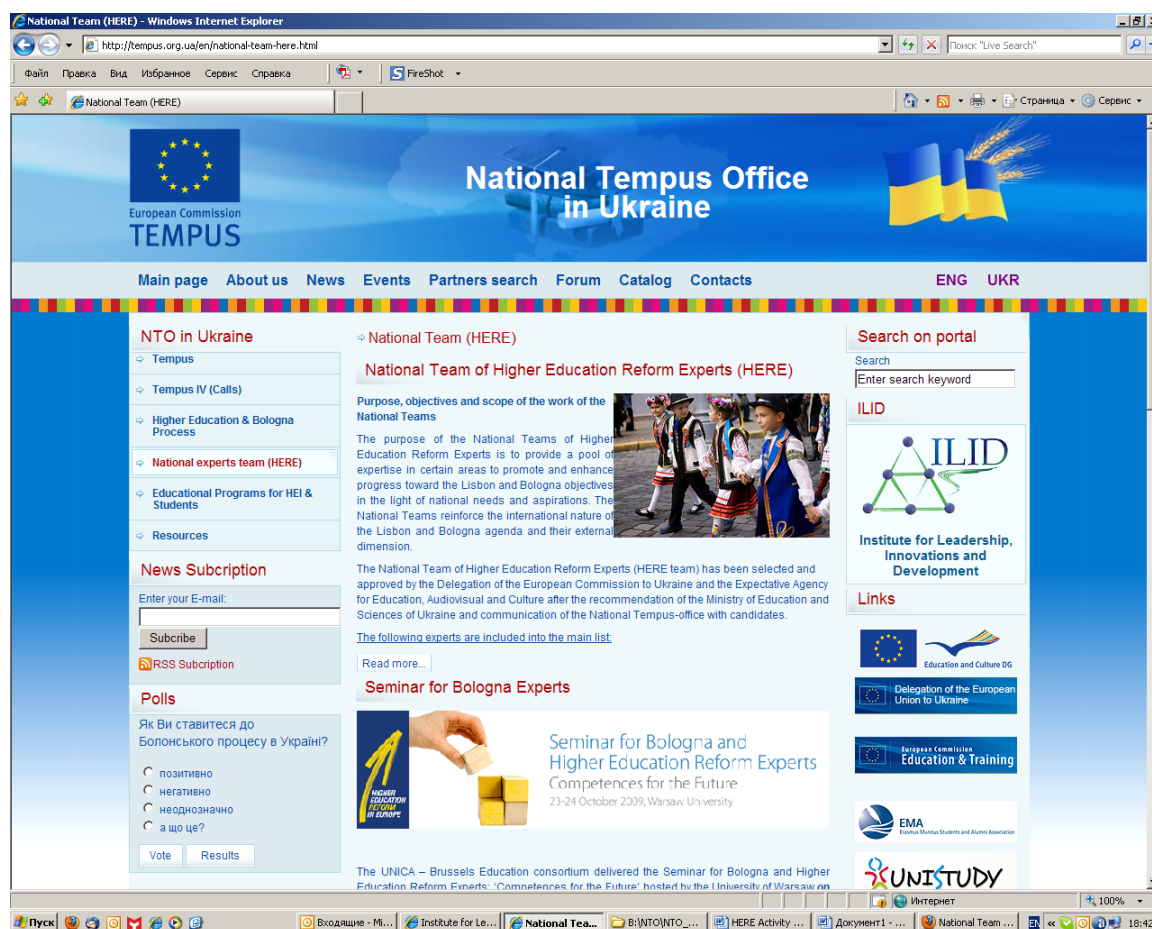 National Team (HERE) - Windows Internet Explorer
http://tempus.org.ua/en/national-team-here.html
Поиск "Live Search"
Файл Правка Вид Избранное Сервис Справка
FireShot
National Team (HERE)
Страница
Сервис
European Commission
TEMPUS
National Tempus Office
in Ukraine
Main page About us News Events Partners search Forum Catalog Contacts ENG UKR
NTO in Ukraine
Tempus
Tempus IV (Calls)
Higher Education & Bologna
Process
National experts team (HERE)
Educational Programs for HEI &
Students
Resources
News Subcription
Enter your E-mail:
Subcribe
RSS Subcription
Polls
Як Ви ставитеся до
Болонського процесу в Україні?
позитивно
негативно
неоднозначно
а що це?
Vote Results
National Team (HERE)
National Team of Higher Education Reform Experts (HERE)
Purpose, objectives and scope of the work of the
National Teams
The purpose of the National Teams of Higher
Education Reform Experts is to provide a pool of
expertise in certain areas to promote and enhance
progress toward the Lisbon and Bologna objectives
in the light of national needs and aspirations. The
National Teams reinforce the international nature of
the Lisbon and Bologna agenda and their external
dimension.
The National Team of Higher Education Reform Experts (HERE team) has been selected and
approved by the Delegation of the European Commission to Ukraine and the Expectative Agency
for Education, Audiovisual and Culture after the recommendation of the Ministry of Education and
Sciences of Ukraine and communication of the National Tempus-office with candidates.
The following experts are included into the main list:
Read more...
Seminar for Bologna Experts
HIGHER
EDUCATION
REFORM
IN EUROPE
Seminar for Bologna and
Higher Education Reform Experts
Competences for the Future
23-24 October 2009, Warsaw University
The UNICA – Brussels Education consortium delivered the Seminar for Bologna and Higher
Education Reform Experts: 'Competences for the Future' hosted by the University of Warsaw on
Search on portal
Search
Enter search keyword
ILID
ILID
Institute for Leadership,
Innovations and
Development
Links
Education and Culture DG
Delegation of the European
Union to Ukraine
European Commission
Education & Training
EMA
Erasmus Mundus Students and Alumni Association
UNISTUDY
Интернет
100%
Пуск
Входящие - Mi...
Institute for Le...
National Tea...
B:\NTO\NTO_...
HERE Activity ...
Документ1 - ...
National Team ...
EN
18:42